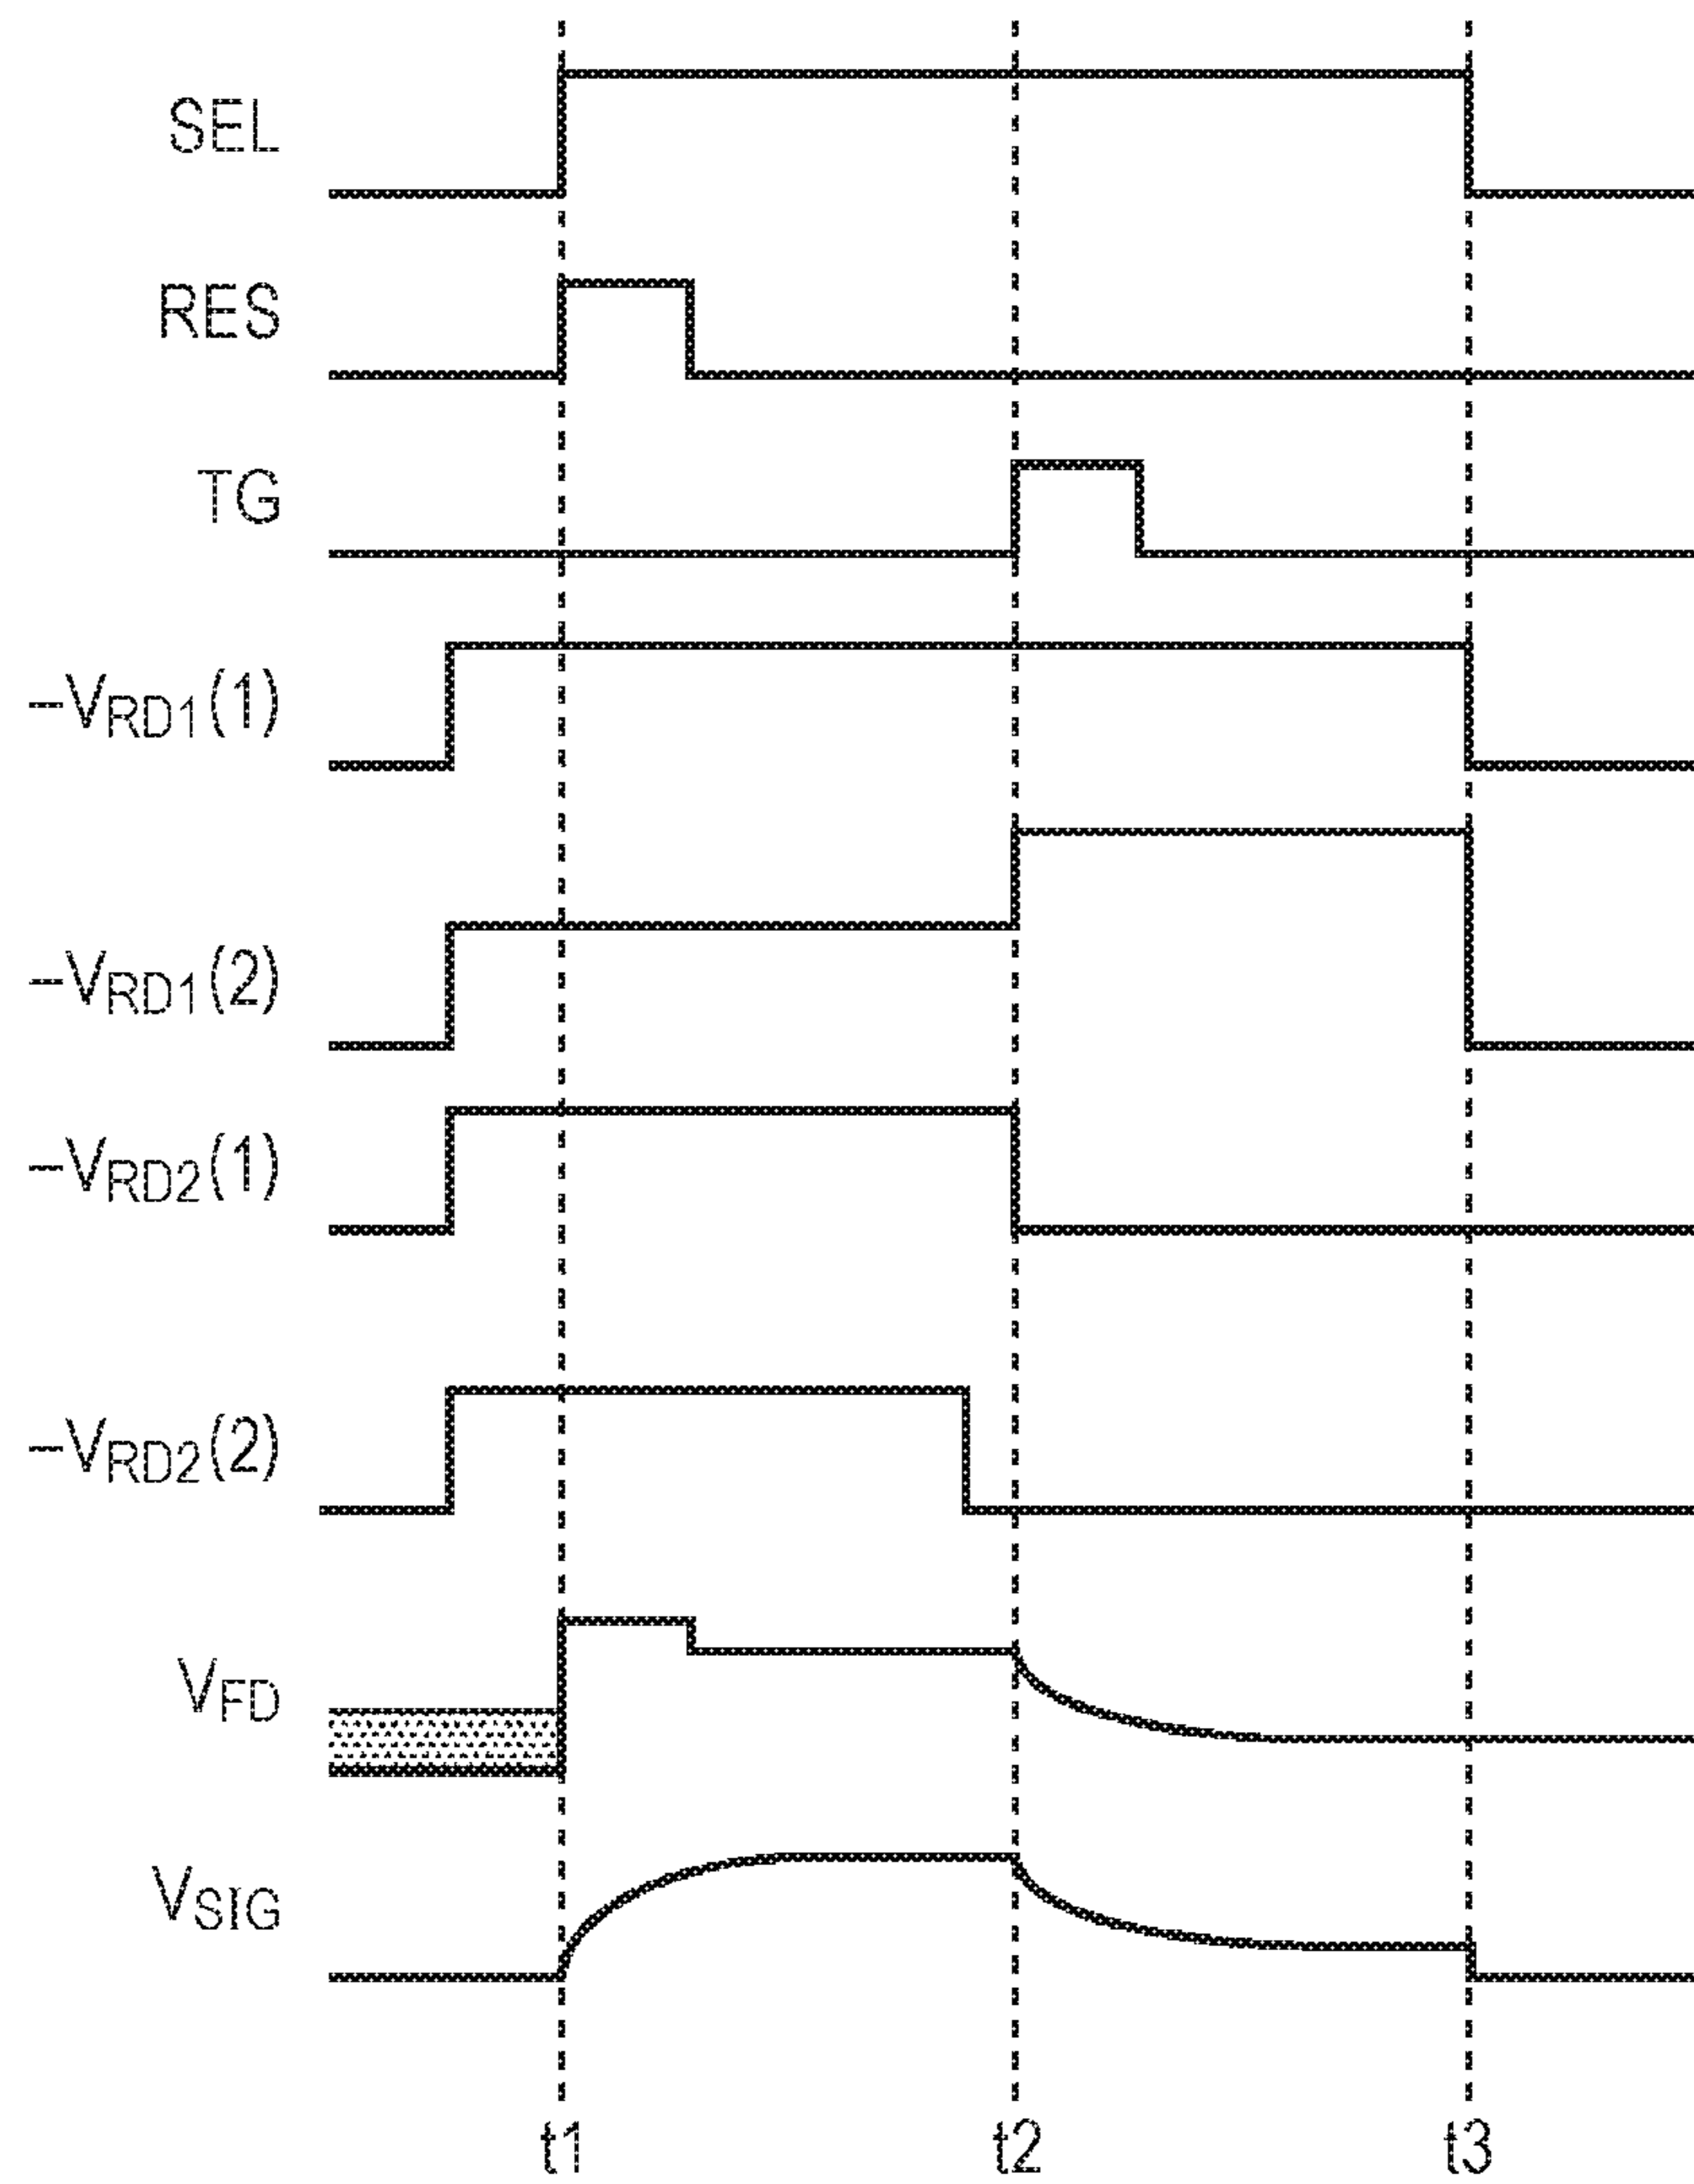 SEL
RES
TG
−VRD1(1)
−VRD1(2)
−VRD2(1)
−VRD2(2)
VFD
VSIG
t1 t2 t3